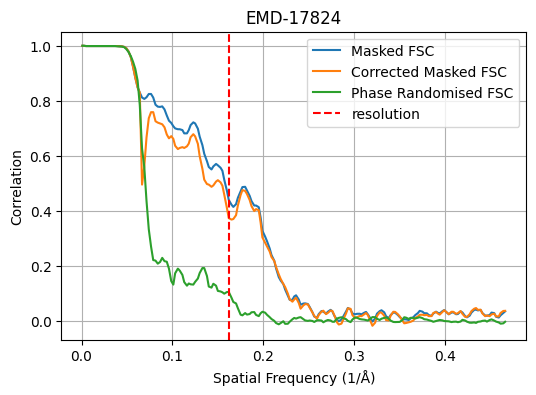 EMD-17824
Masked FSC
Corrected Masked FSC
Phase Randomised FSC
resolution
Correlation
1.0
0.8
0.6
0.4
0.2
0.0
0.0 0.1 0.2 0.3 0.4
Spatial Frequency (1/Å)